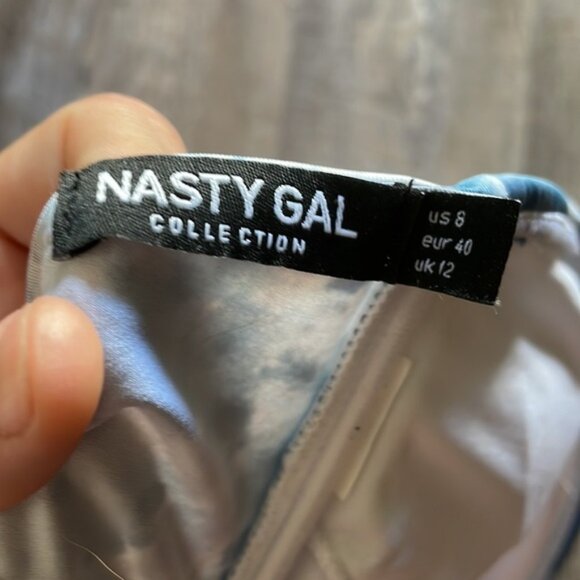 NASTY GAL
COLLECTION
us 8
eur 40
uk 12